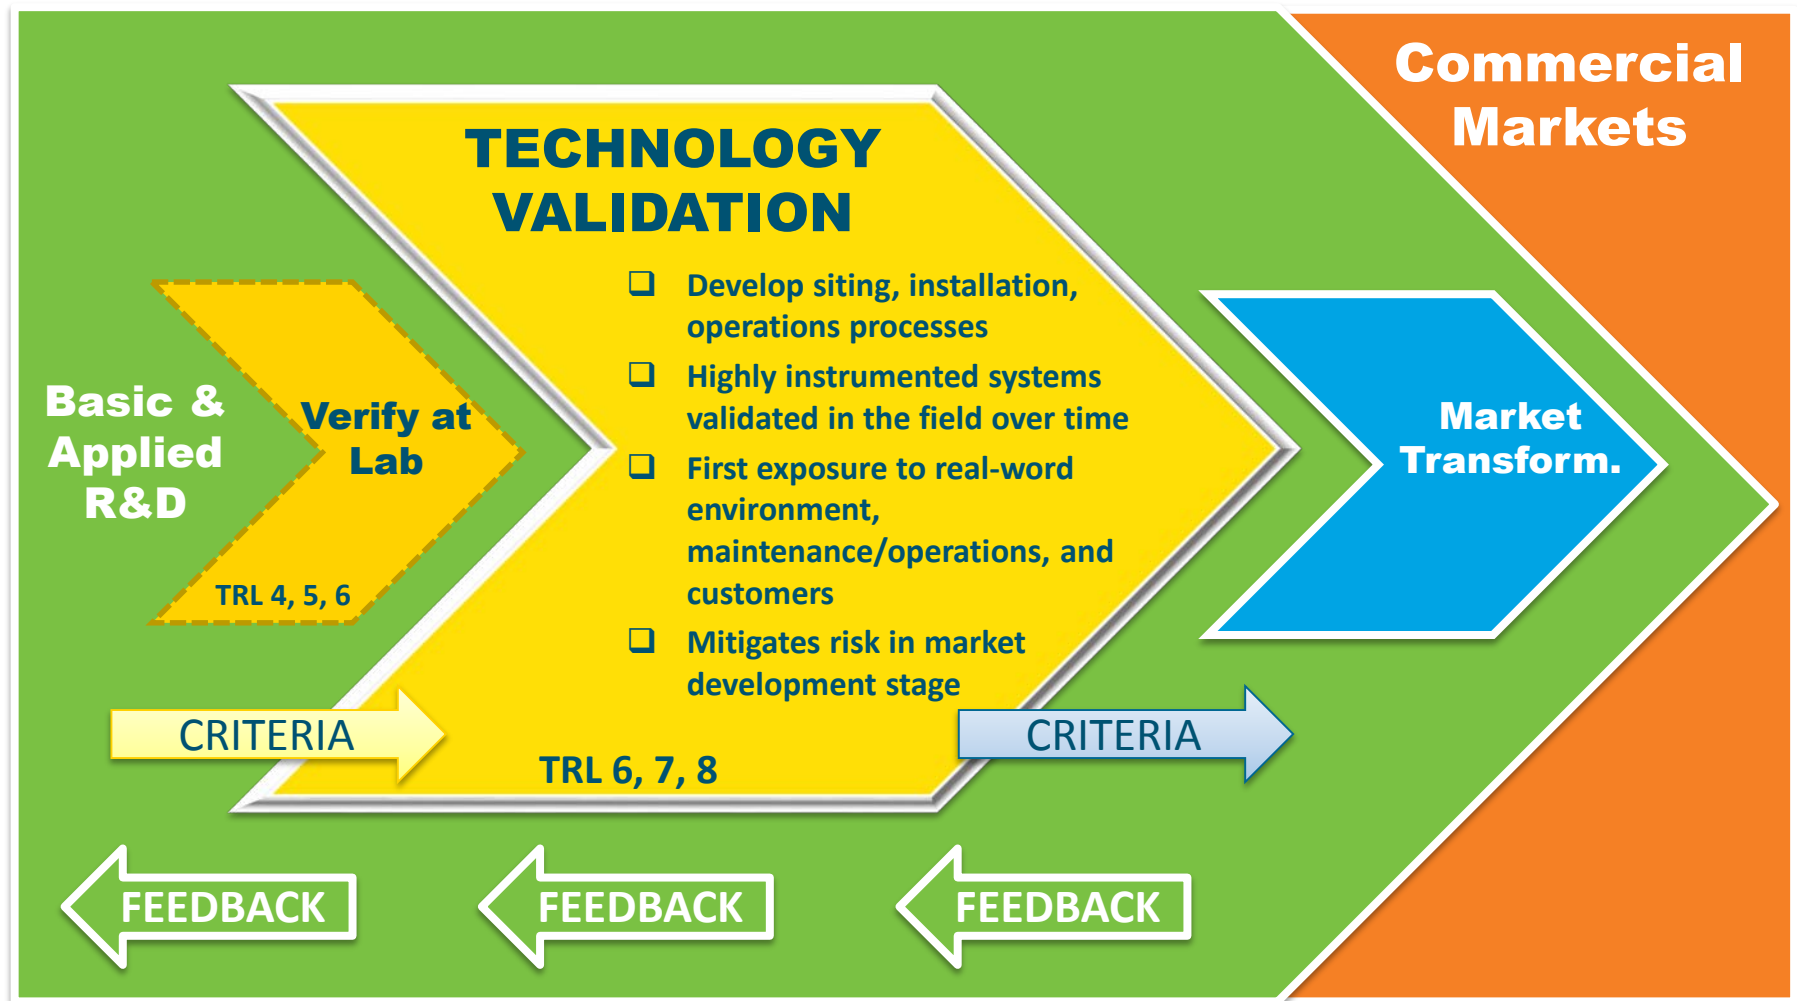 Commercial
Markets
TECHNOLOGY
VALIDATION
❑ Develop siting, installation,
operations processes
❑ Highly instrumented systems
validated in the field over time
❑ First exposure to real-word
environment,
maintenance/operations, and
customers
❑ Mitigates risk in market
development stage
TRL 6, 7, 8
Basic &
Applied
R&D
Verify at
Lab
TRL 4, 5, 6
Market
Transform.
CRITERIA
CRITERIA
FEEDBACK
FEEDBACK
FEEDBACK